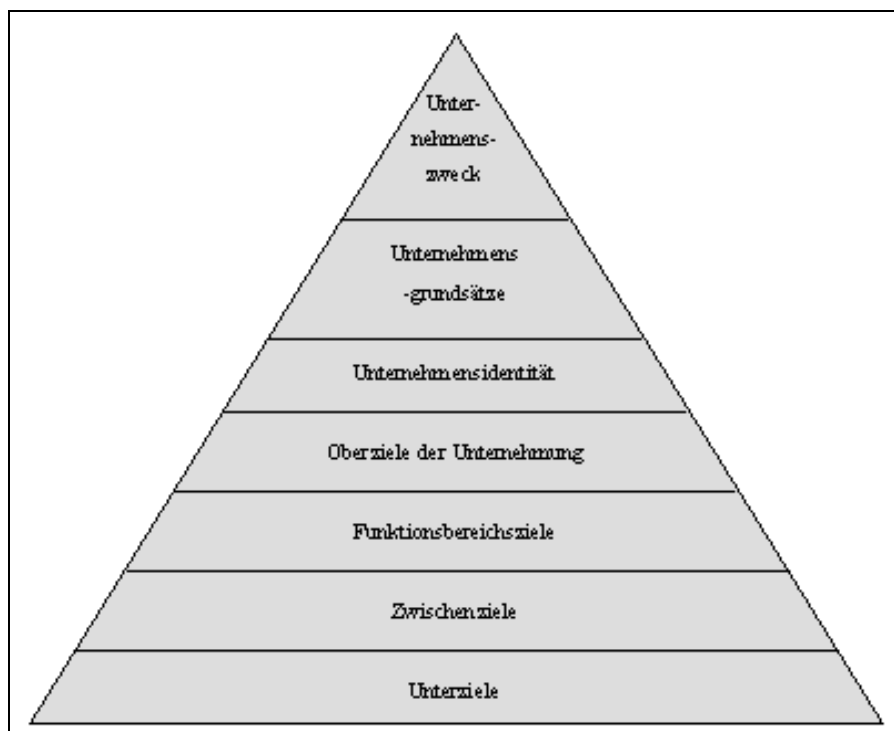 Unter-
nehmens-
zweck
Unternehmens
-grundsätze
Unternehmensidentität
Oberziele der Unternehmung
Funktionsbereichsziele
Zwischenziele
Unterziele